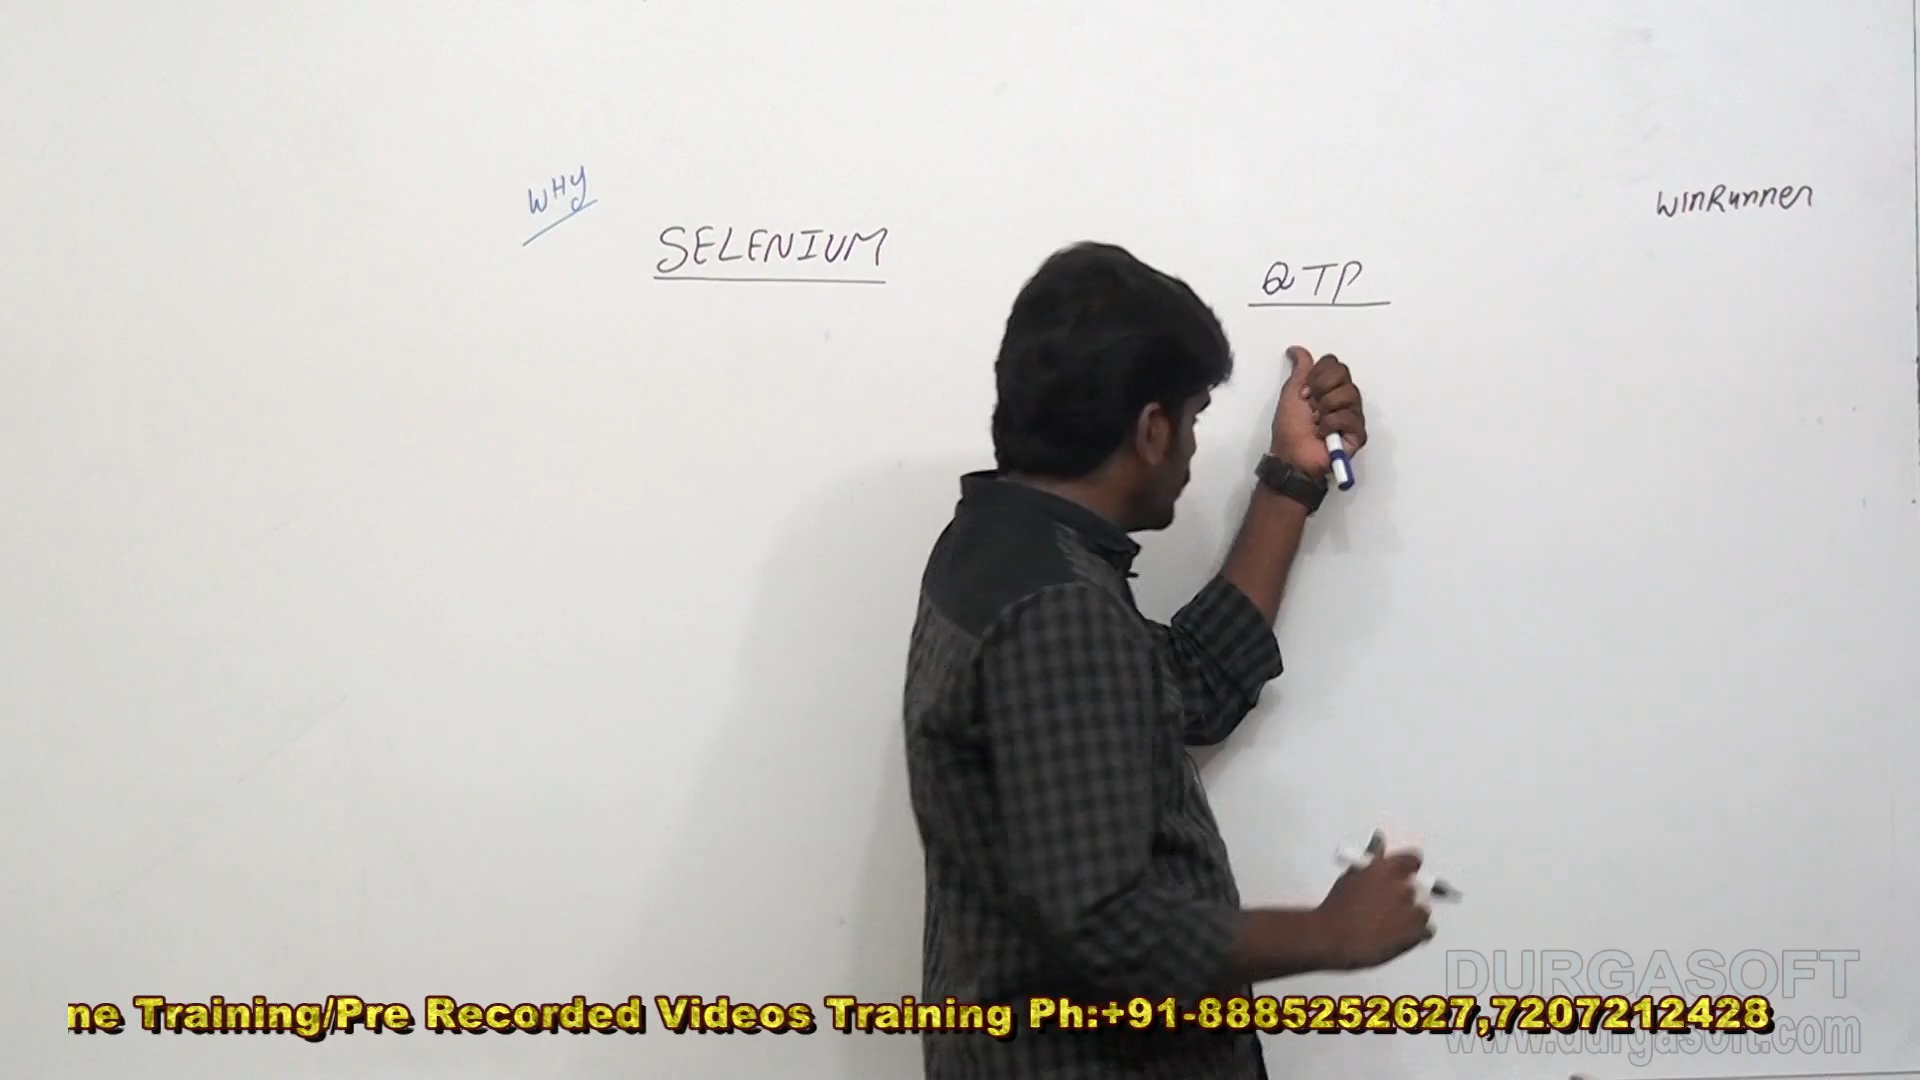 WHY
SELENIUM
QTP
WinRunner
DURGASOFT
ne Training/Pre Recorded Videos Training Ph:+91-8885252627,7207212428
www.durgasoft.com